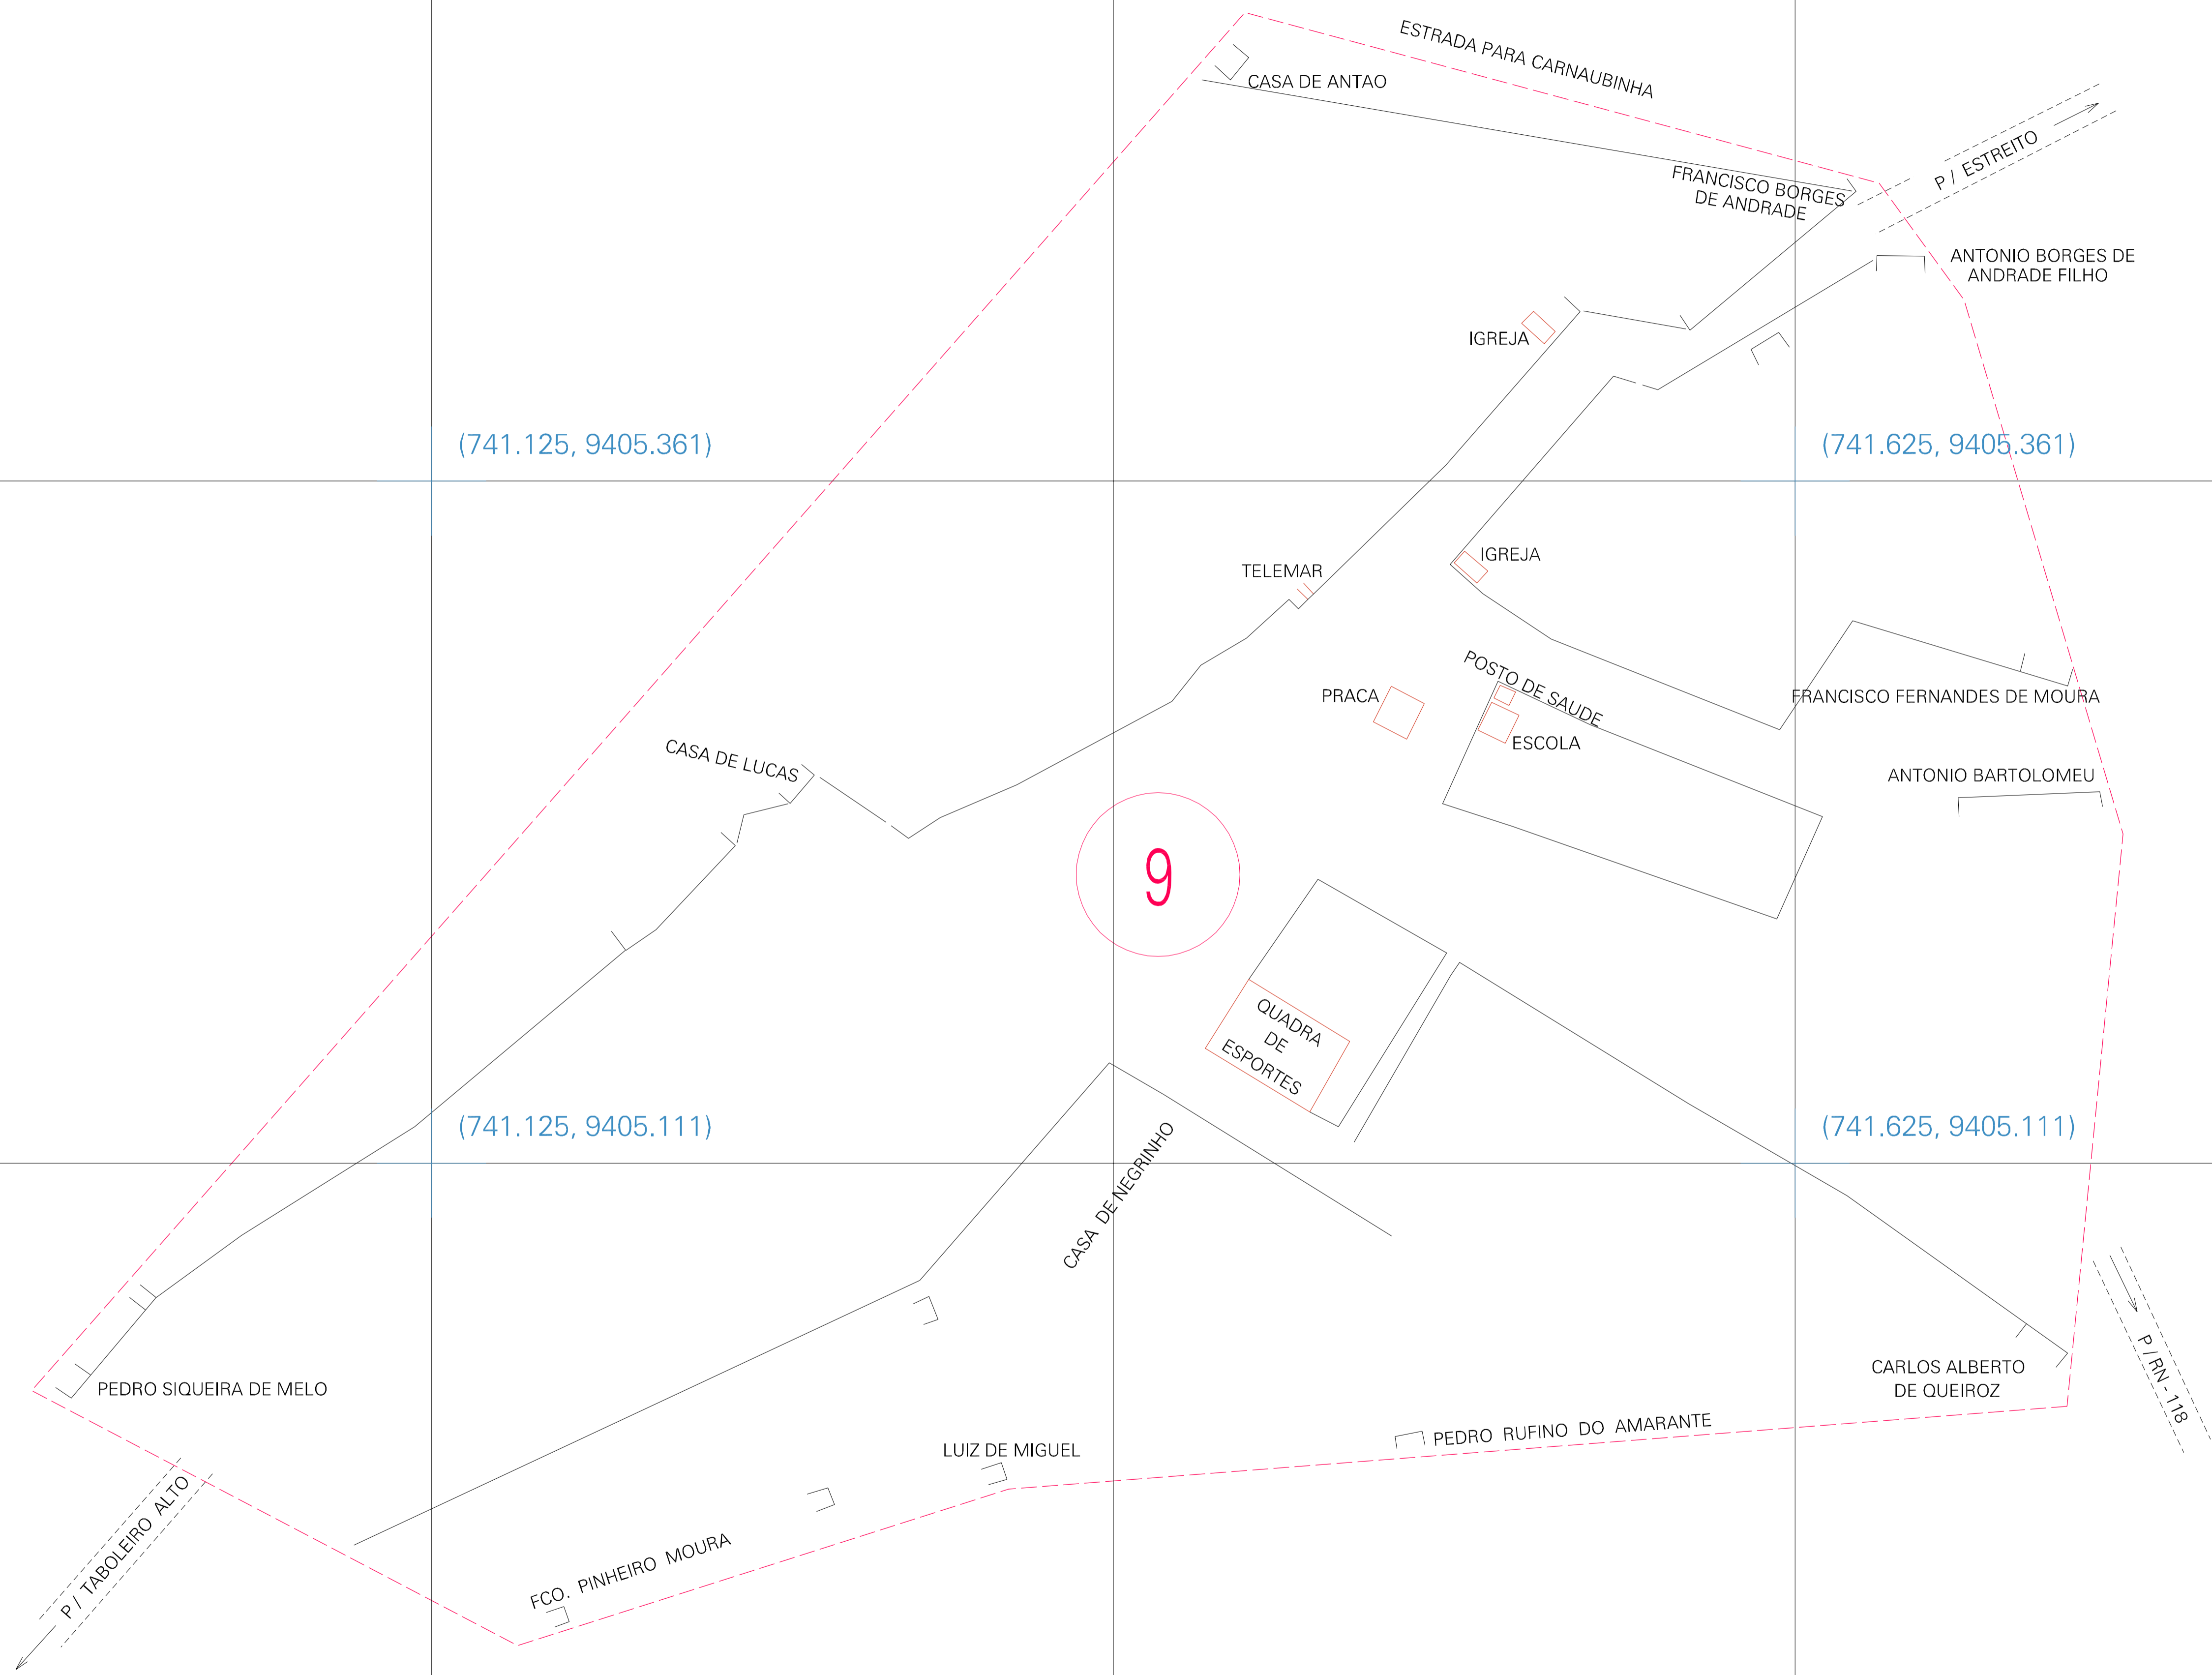 ESTRADA PARA CARNAUBINHA
CASA DE ANTAO
P / ESTREITO
FRANCISCO BORGES
DE ANDRADE
ANTONIO BORGES DE
ANDRADE FILHO
IGREJA
(741.125, 9405.361)
(741.625, 9405.361)
IGREJA
TELEMAR
POSTO DE SAUDE
PRACA
FRANCISCO FERNANDES DE MOURA
ESCOLA
CASA DE LUCAS
ANTONIO BARTOLOMEU
9
QUADRA
DE
ESPORTES
(741.125, 9405.111)
(741.625, 9405.111)
CASA DE NEGRINHO
PEDRO SIQUEIRA DE MELO
CARLOS ALBERTO
DE QUEIROZ
P / RN - 118
PEDRO RUFINO DO AMARANTE
LUIZ DE MIGUEL
P / TABOLEIRO ALTO
FCO. PINHEIRO MOURA